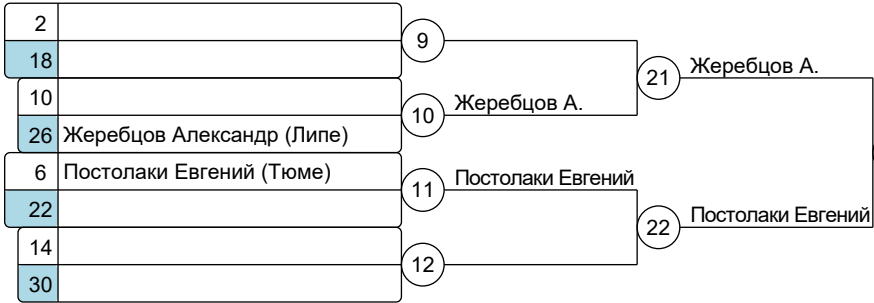 2
9
18
21 Жеребцов А.
10
10 Жеребцов А.
26 Жеребцов Александр (Липе)
6 Постолаки Евгений (Тюме)
11 Постолаки Евгений
22
22 Постолаки Евгений
14
12
30